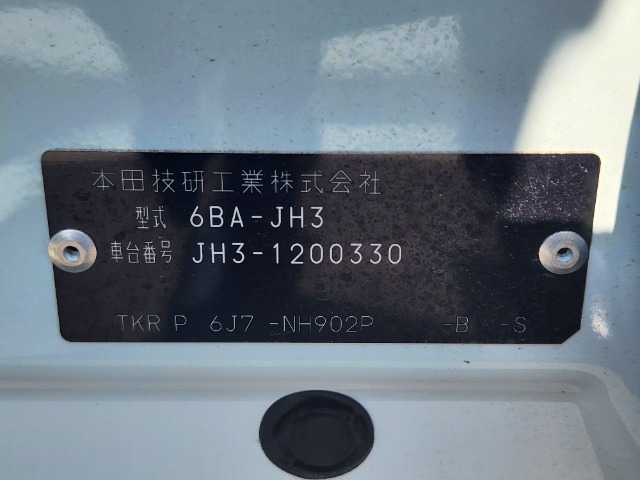 本田技研工業株式会社
型式 6BA-JH3
車台番号 JH3-1200330
TKR P 6J7 -NH902P -B -S